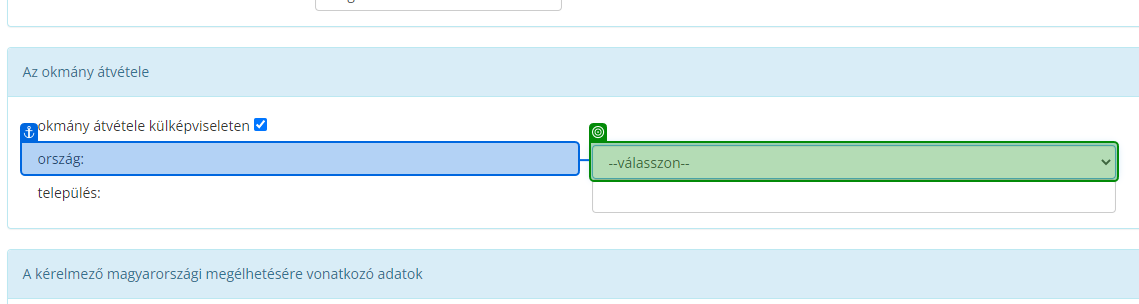 Az okmány átvétele
okmány átvétele külképviseleten
ország:
--válasszon--
település:
A kérelmező magyarországi megélhetésére vonatkozó adatok